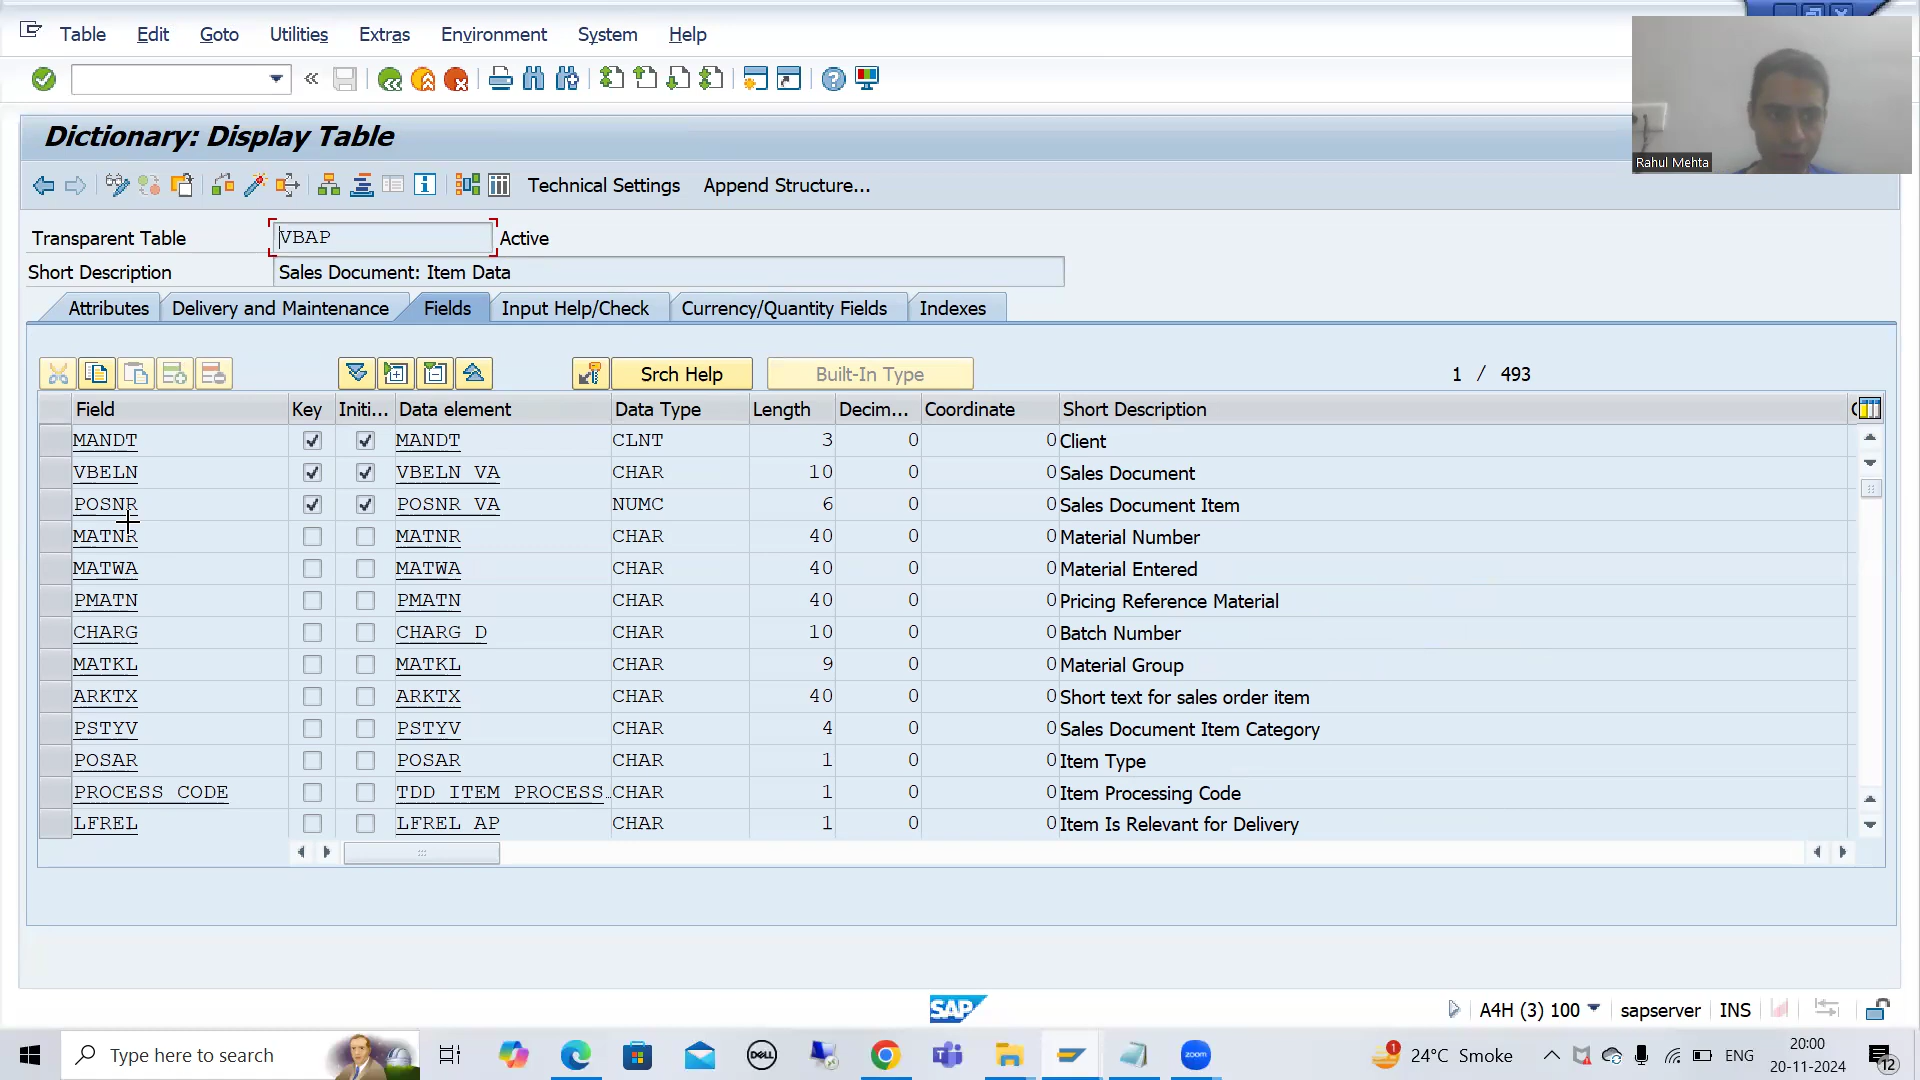 Table Edit Goto Utilities Extras Environment System Help
Rahul Mehta
Dictionary: Display Table
Technical Settings Append Structure...
Transparent Table VBAP Active
Short Description Sales Document: Item Data
Attributes Delivery and Maintenance Fields Input Help/Check Currency/Quantity Fields Indexes
Srch Help Built-In Type 1 / 493
Field Key Initi... Data element Data Type Length Decim... Coordinate Short Description
MANDT MANDT CLNT 3 0 0 Client
VBELN VBELN_VA CHAR 10 0 0 Sales Document
POSNR POSNR_VA NUMC 6 0 0 Sales Document Item
MATNR MATNR CHAR 40 0 0 Material Number
MATWA MATWA CHAR 40 0 0 Material Entered
PMATN PMATN CHAR 40 0 0 Pricing Reference Material
CHARG CHARG_D CHAR 10 0 0 Batch Number
MATKL MATKL CHAR 9 0 0 Material Group
ARKTX ARKTX CHAR 40 0 0 Short text for sales order item
PSTYV PSTYV CHAR 4 0 0 Sales Document Item Category
POSAR POSAR CHAR 1 0 0 Item Type
PROCESS_CODE TDD_ITEM_PROCESS... CHAR 1 0 0 Item Processing Code
LFREL LFREL_AP CHAR 1 0 0 Item Is Relevant for Delivery
SAP A4H (3) 100 sapserver INS
Type here to search DELL zoom 1 24°C Smoke ENG 20:00
20-11-2024 12